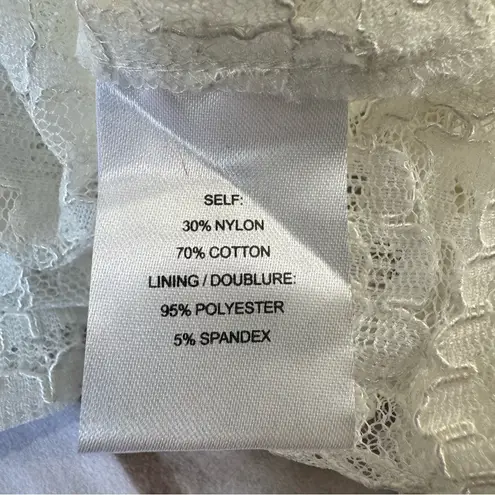 SELF:
30% NYLON
70% COTTON
LINING / DOUBLURE:
95% POLYESTER
5% SPANDEX